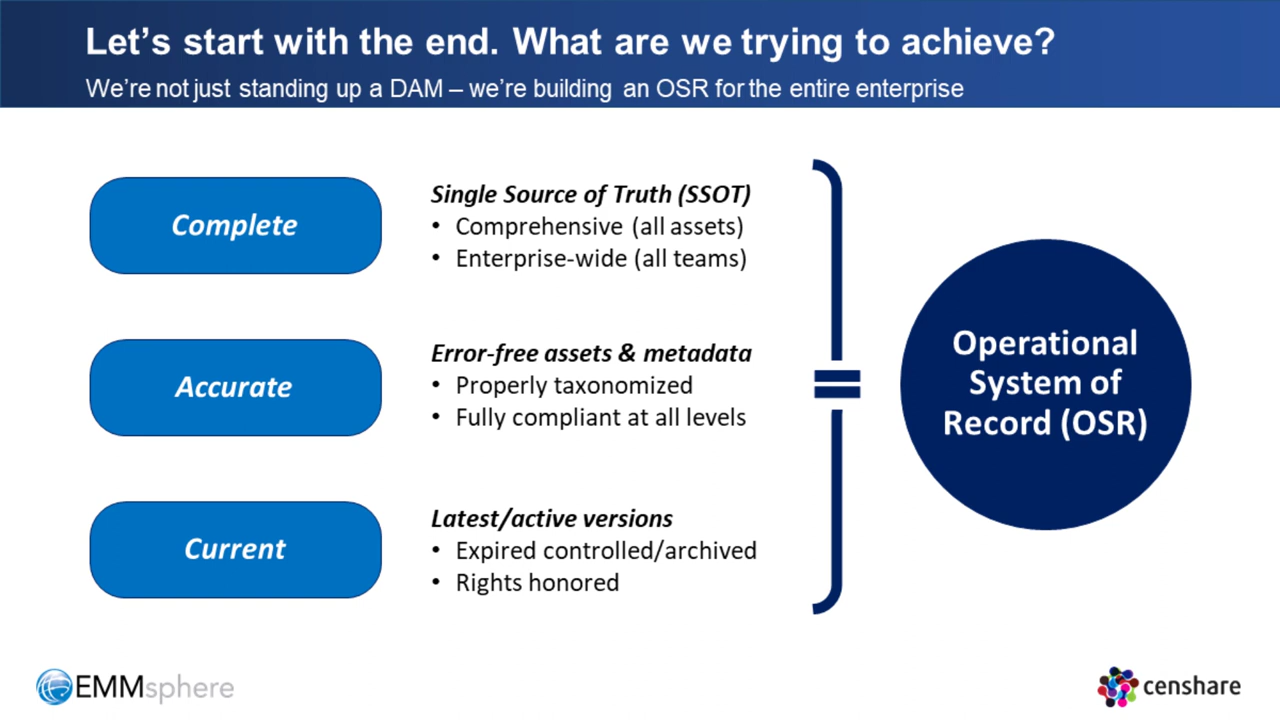 Let's start with the end. What are we trying to achieve?
We're not just standing up a DAM – we're building an OSR for the entire enterprise
Complete
Single Source of Truth (SSOT)
• Comprehensive (all assets)
• Enterprise-wide (all teams)
Accurate
Error-free assets & metadata
• Properly taxonomized
• Fully compliant at all levels
Current
Latest/active versions
• Expired controlled/archived
• Rights honored
=
Operational
System of
Record (OSR)
EMMsphere
censhare